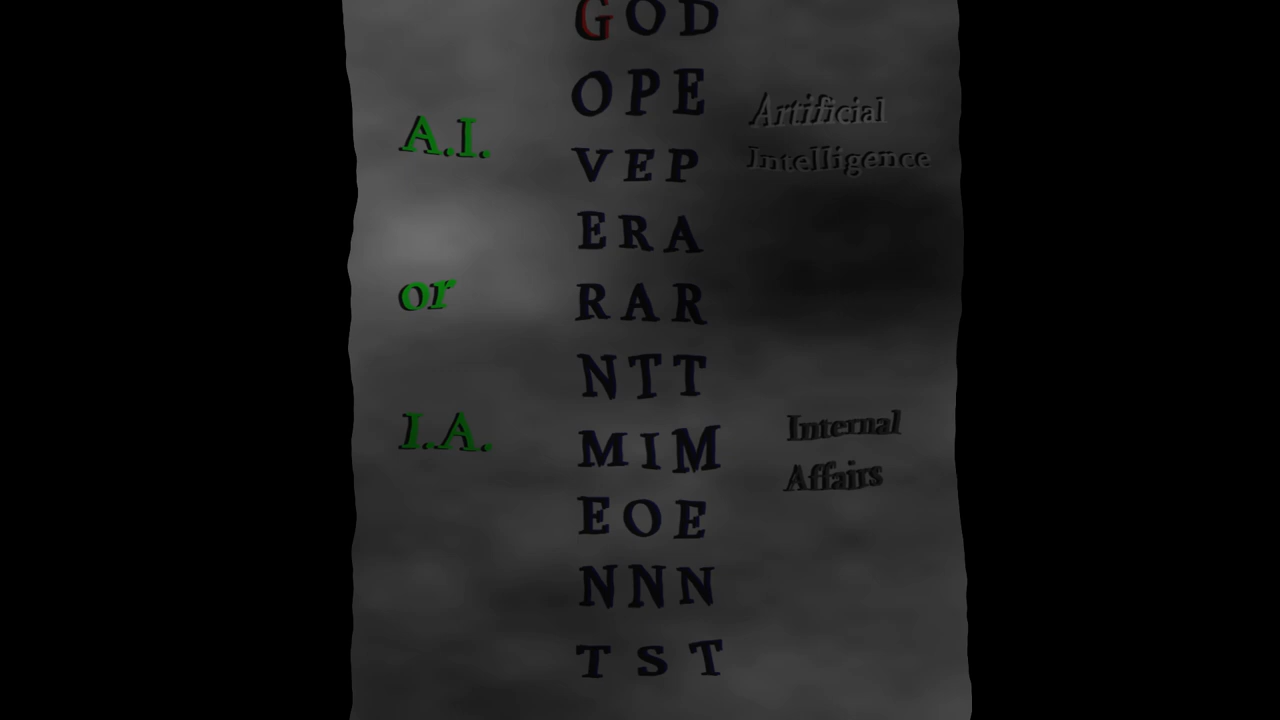 GOD
OPE
VEP
ERA
RAR
NTT
MIM
EOE
NNN
TST
A.I.
or
I.A.
Artificial
Intelligence
Internal
Affairs